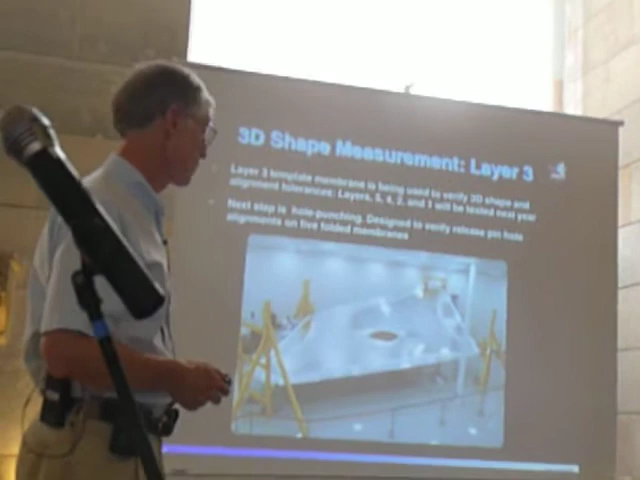 3D Shape Measurement: Layer 3
Layer 3 template membrane is being used to verify 3D shape and
alignment tolerances: Layers, 5, 4, 2, and 1 will be tested next year
Next step is hole-punching. Designed to verify release pin hole
alignments on five folded membranes